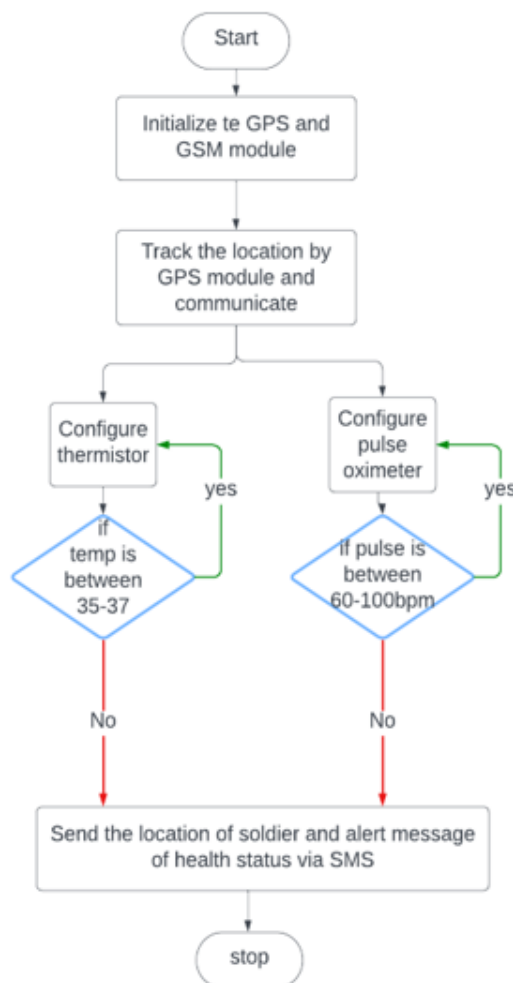 Start
Initialize te GPS and
GSM module
Track the location by
GPS module and
communicate
Configure
thermistor
Configure
pulse
oximeter
yes
yes
if
temp is
between
35-37
if pulse is
between
60-100bpm
No
No
Send the location of soldier and alert message
of health status via SMS
stop